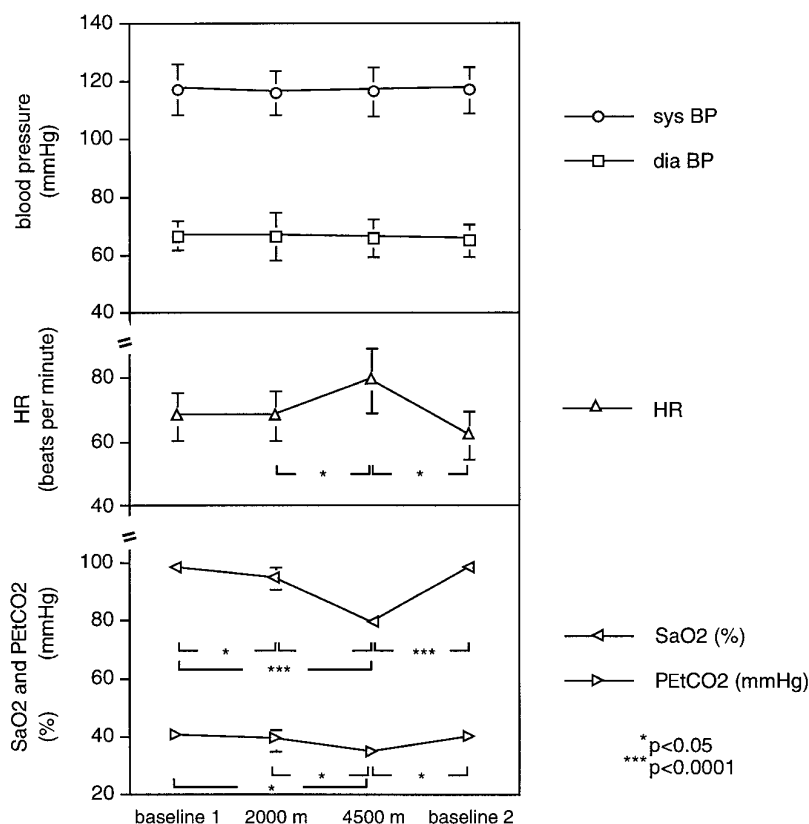 140
120
100
80
60
40
blood pressure
(mmHg)
sys BP
dia BP
80
60
40
HR
(beats per minute)
* *
HR
100
80
60
40
20
SaO2 and PEtCO2
(mmHg)
(%)
* ***
***
* *
*
SaO2 (%)
PEtCO2 (mmHg)
*p<0.05
***p<0.0001
baseline 1 2000 m 4500 m baseline 2